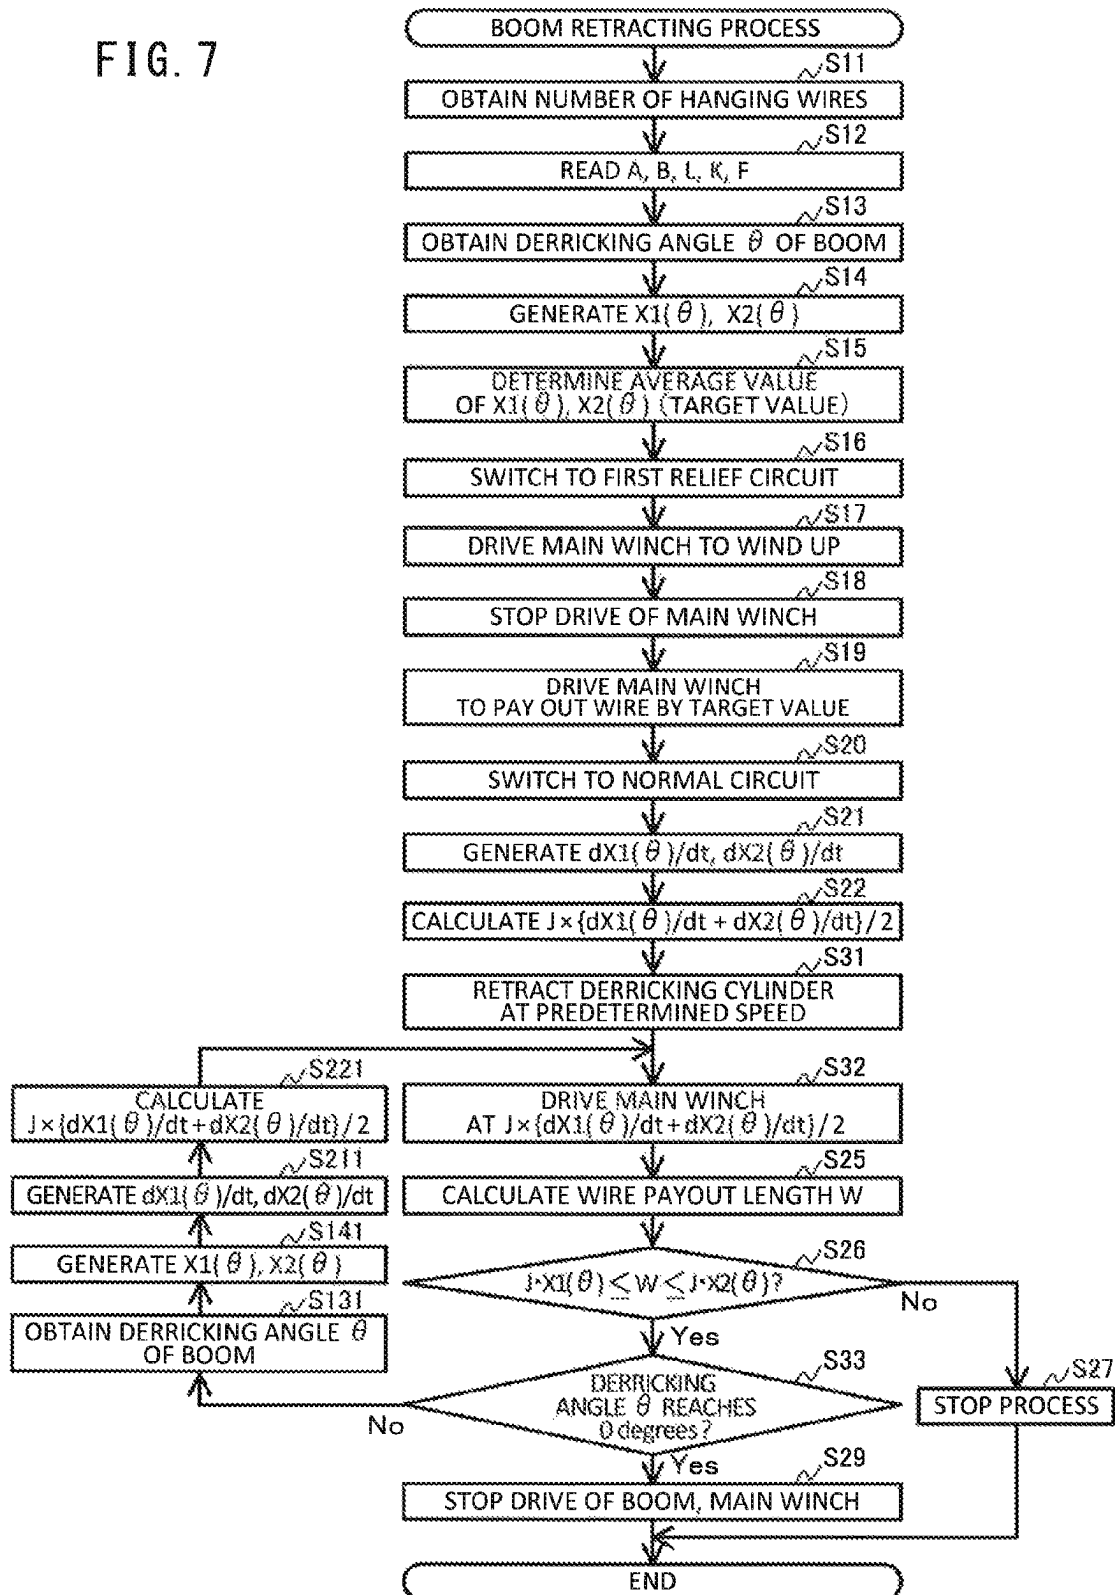 FIG. 7
BOOM RETRACTING PROCESS
S11
OBTAIN NUMBER OF HANGING WIRES
S12
READ A, B, L, K, F
S13
OBTAIN DERRICKING ANGLE θ OF BOOM
S14
GENERATE X1(θ), X2(θ)
S15
DETERMINE AVERAGE VALUE
OF X1(θ), X2(θ) (TARGET VALUE)
S16
SWITCH TO FIRST RELIEF CIRCUIT
S17
DRIVE MAIN WINCH TO WIND UP
S18
STOP DRIVE OF MAIN WINCH
S19
DRIVE MAIN WINCH
TO PAY OUT WIRE BY TARGET VALUE
S20
SWITCH TO NORMAL CIRCUIT
S21
GENERATE dX1(θ)/dt, dX2(θ)/dt
S22
CALCULATE J×{dX1(θ)/dt + dX2(θ)/dt}/2
S31
RETRACT DERRICKING CYLINDER
AT PREDETERMINED SPEED
S32
DRIVE MAIN WINCH
AT J×{dX1(θ)/dt+dX2(θ)/dt}/2
S25
CALCULATE WIRE PAYOUT LENGTH W
S26
J·X1(θ)≦W≦J·X2(θ)?
No
Yes
S27
STOP PROCESS
S33
DERRICKING
ANGLE θ REACHES
0 degrees?
No
Yes
S131
OBTAIN DERRICKING ANGLE θ
OF BOOM
S141
GENERATE X1(θ), X2(θ)
S211
GENERATE dX1(θ)/dt, dX2(θ)/dt
S221
CALCULATE
J×{dX1(θ)/dt+dX2(θ)/dt}/2
S29
STOP DRIVE OF BOOM, MAIN WINCH
END